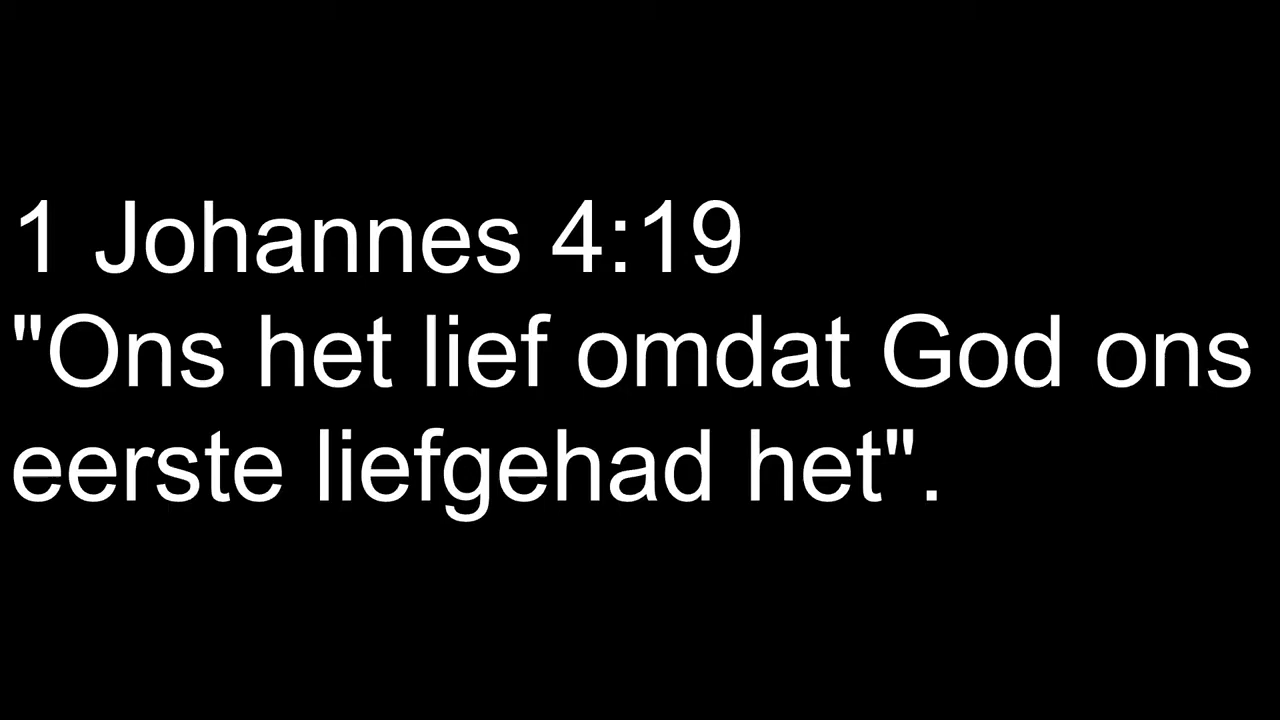 1 Johannes 4:19
"Ons het lief omdat God ons
eerste liefgehad het".